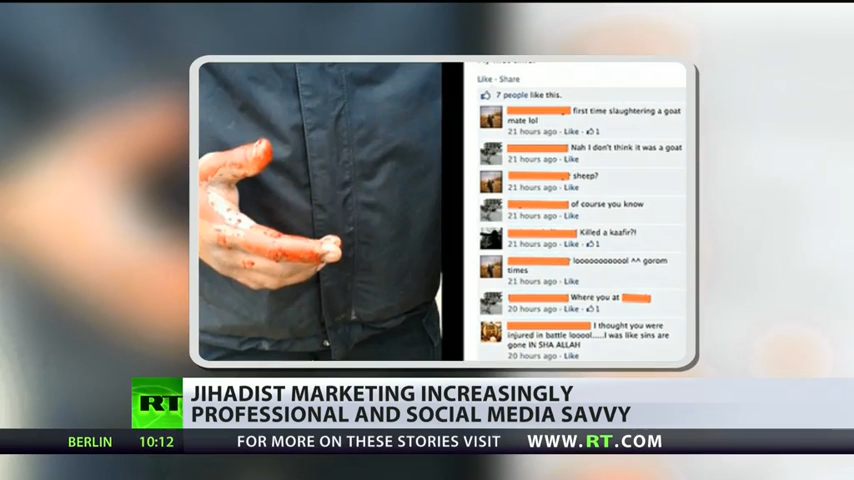 Like · Share
7 people like this.
first time slaughtering a goat
mate lol
21 hours ago · Like · 1
Nah I don't think it was a goat
21 hours ago · Like
sheep?
21 hours ago · Like
of course you know
21 hours ago · Like
Killed a kaafir?!
21 hours ago · Like · 1
loooooooooool ^^ gorom
times
21 hours ago · Like
Where you at
20 hours ago · Like · 1
I thought you were
injured in battle looool.....I was like sins are
gone IN SHA ALLAH
20 hours ago · Like
RT
JIHADIST MARKETING INCREASINGLY
PROFESSIONAL AND SOCIAL MEDIA SAVVY
BERLIN 10:12 FOR MORE ON THESE STORIES VISIT WWW.RT.COM